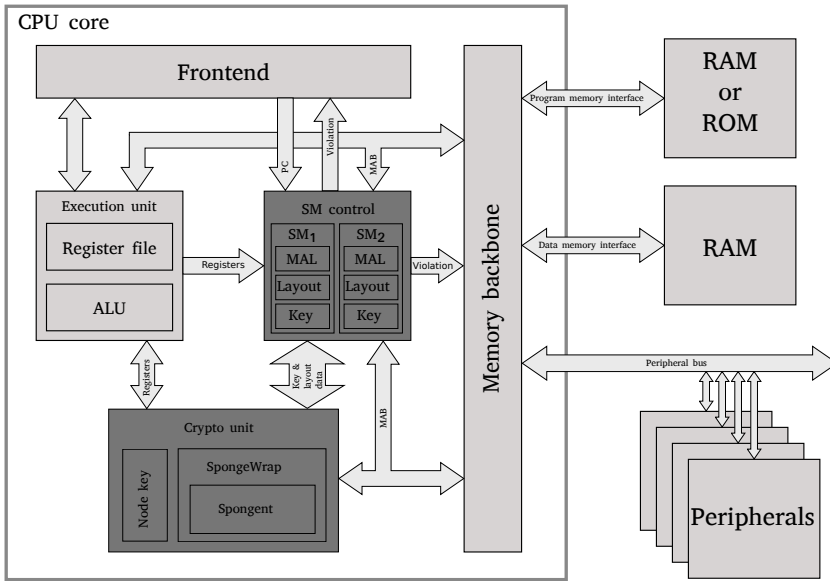 CPU core
Frontend
RAM
or
ROM
Program memory interface
PC
Violation
MAB
Execution unit
Register file
ALU
Registers
SM control
SM1
MAL
Layout
Key
SM2
MAL
Layout
Key
Violation
Memory backbone
Data memory interface
RAM
Registers
Key &
layout
data
MAB
Peripheral bus
Crypto unit
Node key
SpongeWrap
Spongent
Peripherals